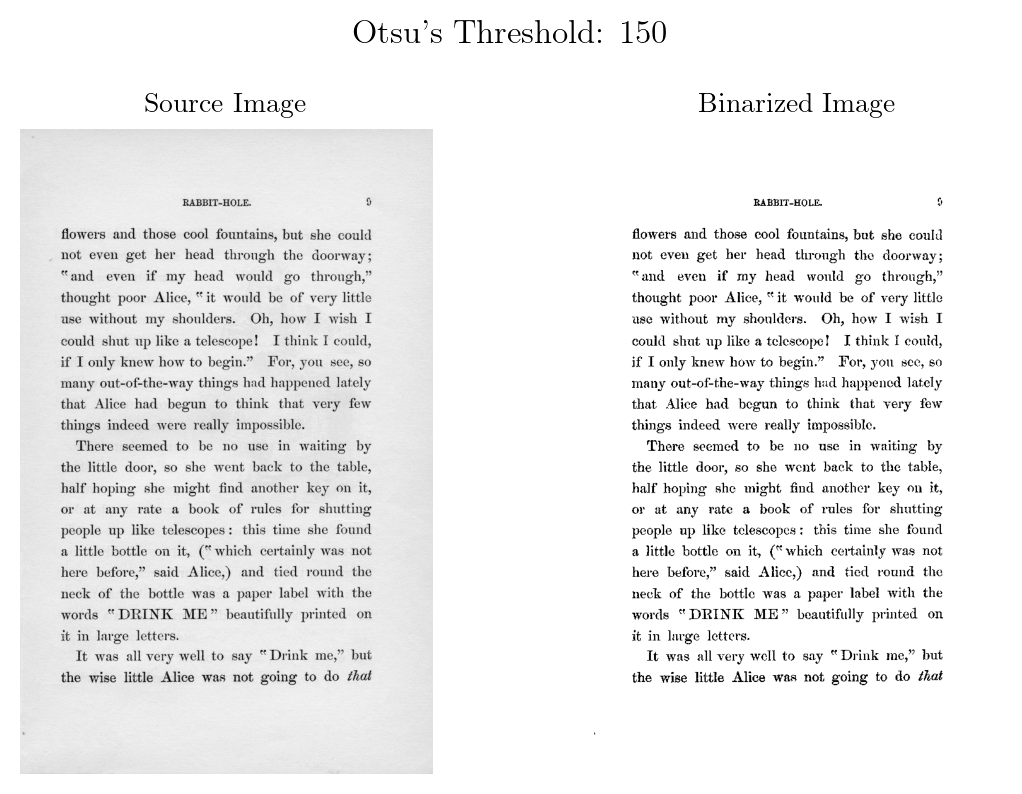 Otsu's Threshold: 150
Source Image
RABBIT-HOLE. 9
flowers and those cool fountains, but she could
not even get her head through the doorway;
"and even if my head would go through,"
thought poor Alice, "it would be of very little
use without my shoulders. Oh, how I wish I
could shut up like a telescope! I think I could,
if I only knew how to begin." For, you see, so
many out-of-the-way things had happened lately
that Alice had begun to think that very few
things indeed were really impossible.
There seemed to be no use in waiting by
the little door, so she went back to the table,
half hoping she might find another key on it,
or at any rate a book of rules for shutting
people up like telescopes: this time she found
a little bottle on it, ("which certainly was not
here before," said Alice,) and tied round the
neck of the bottle was a paper label with the
words "DRINK ME" beautifully printed on
it in large letters.
It was all very well to say "Drink me," but
the wise little Alice was not going to do that
Binarized Image
RABBIT-HOLE. 9
flowers and those cool fountains, but she could
not even get her head through the doorway;
"and even if my head would go through,"
thought poor Alice, "it would be of very little
use without my shoulders. Oh, how I wish I
could shut up like a telescope! I think I could,
if I only knew how to begin." For, you see, so
many out-of-the-way things had happened lately
that Alice had begun to think that very few
things indeed were really impossible.
There seemed to be no use in waiting by
the little door, so she went back to the table,
half hoping she might find another key on it,
or at any rate a book of rules for shutting
people up like telescopes: this time she found
a little bottle on it, ("which certainly was not
here before," said Alice,) and tied round the
neck of the bottle was a paper label with the
words "DRINK ME" beautifully printed on
it in large letters.
It was all very well to say "Drink me," but
the wise little Alice was not going to do that